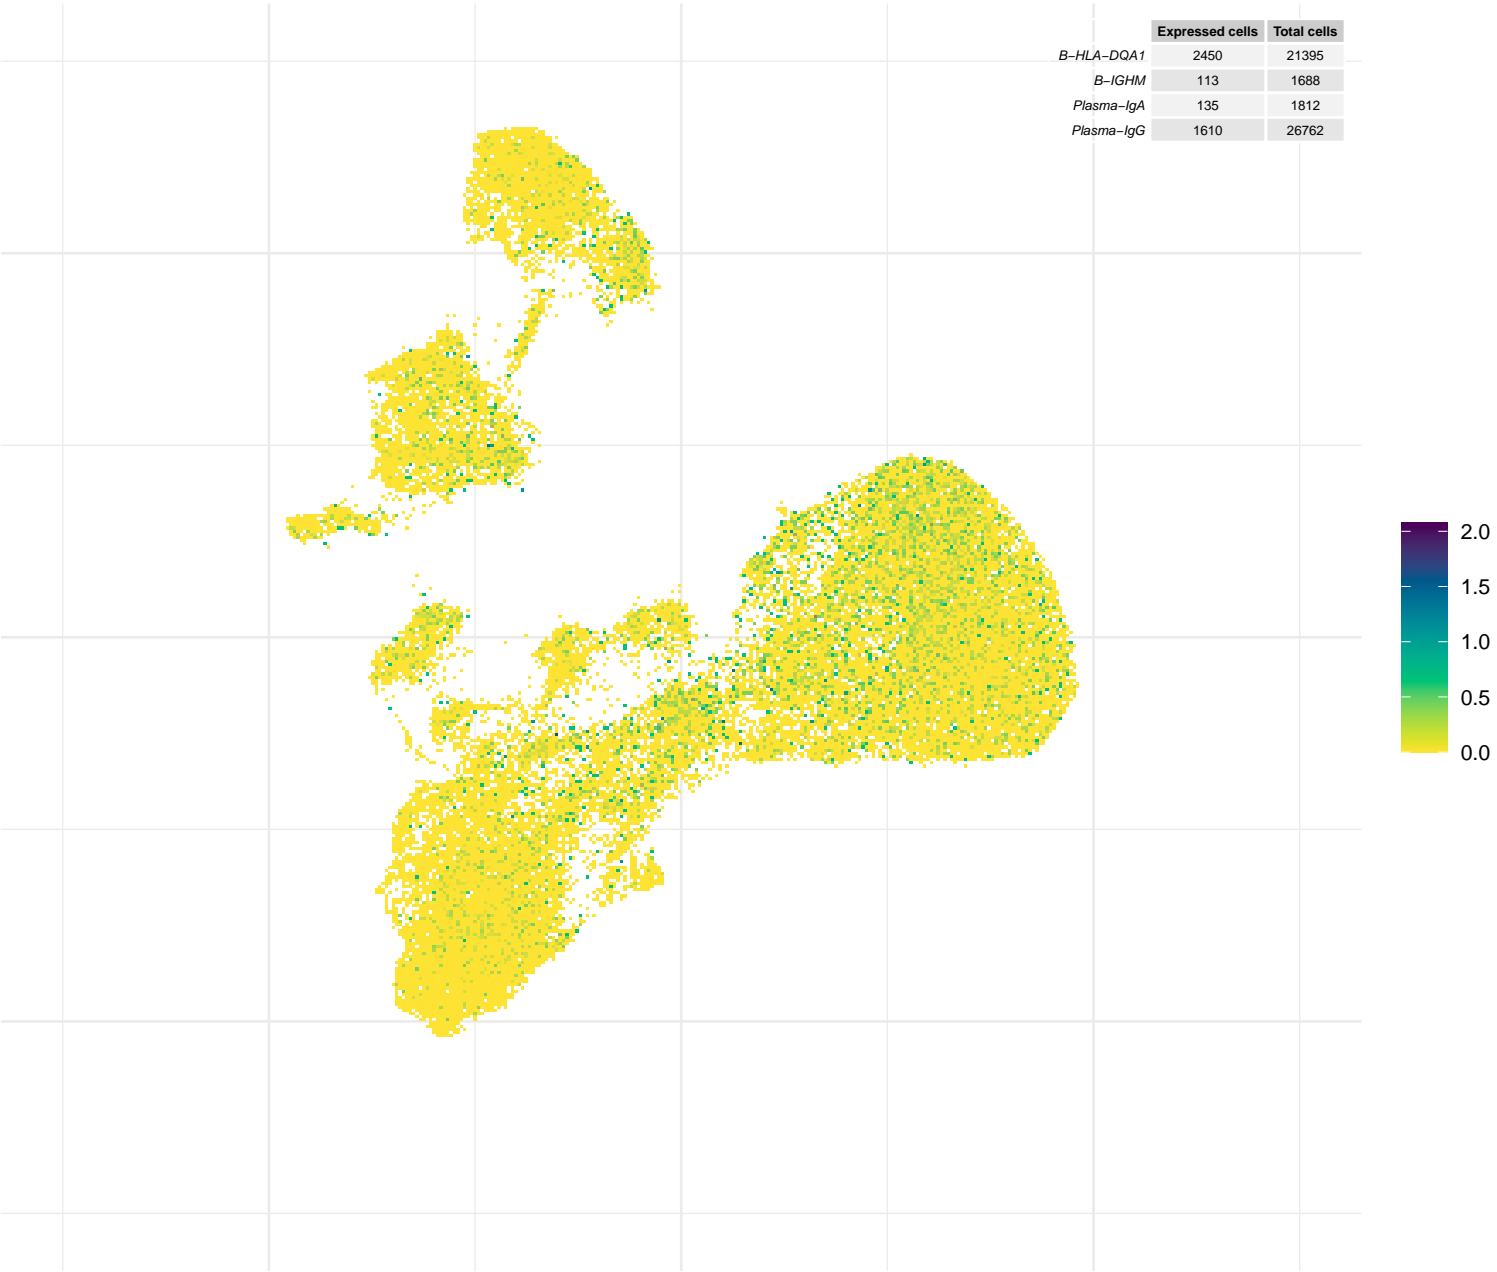 Expressed cells Total cells
B–HLA–DQA1 2450 21395
B–IGHM 113 1688
Plasma–IgA 135 1812
Plasma–IgG 1610 26762
2.0
1.5
1.0
0.5
0.0